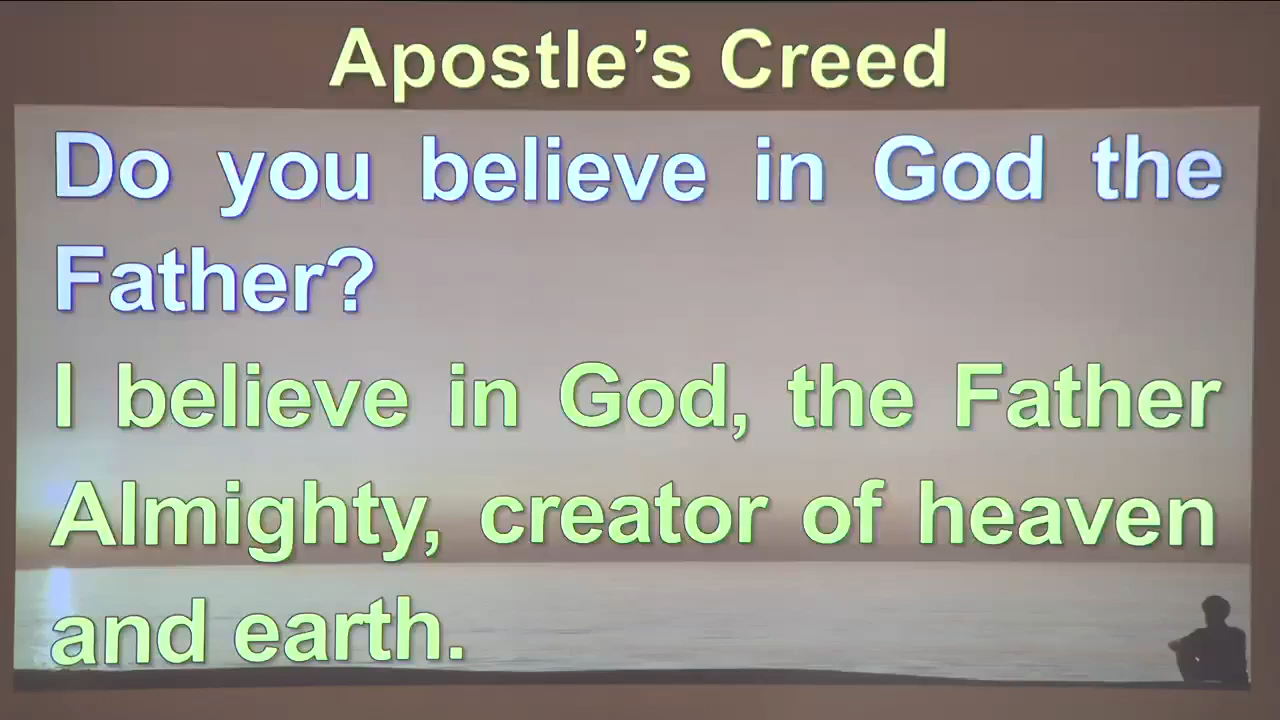 Apostle’s Creed
Do you believe in God the
Father?
I believe in God, the Father
Almighty, creator of heaven
and earth.